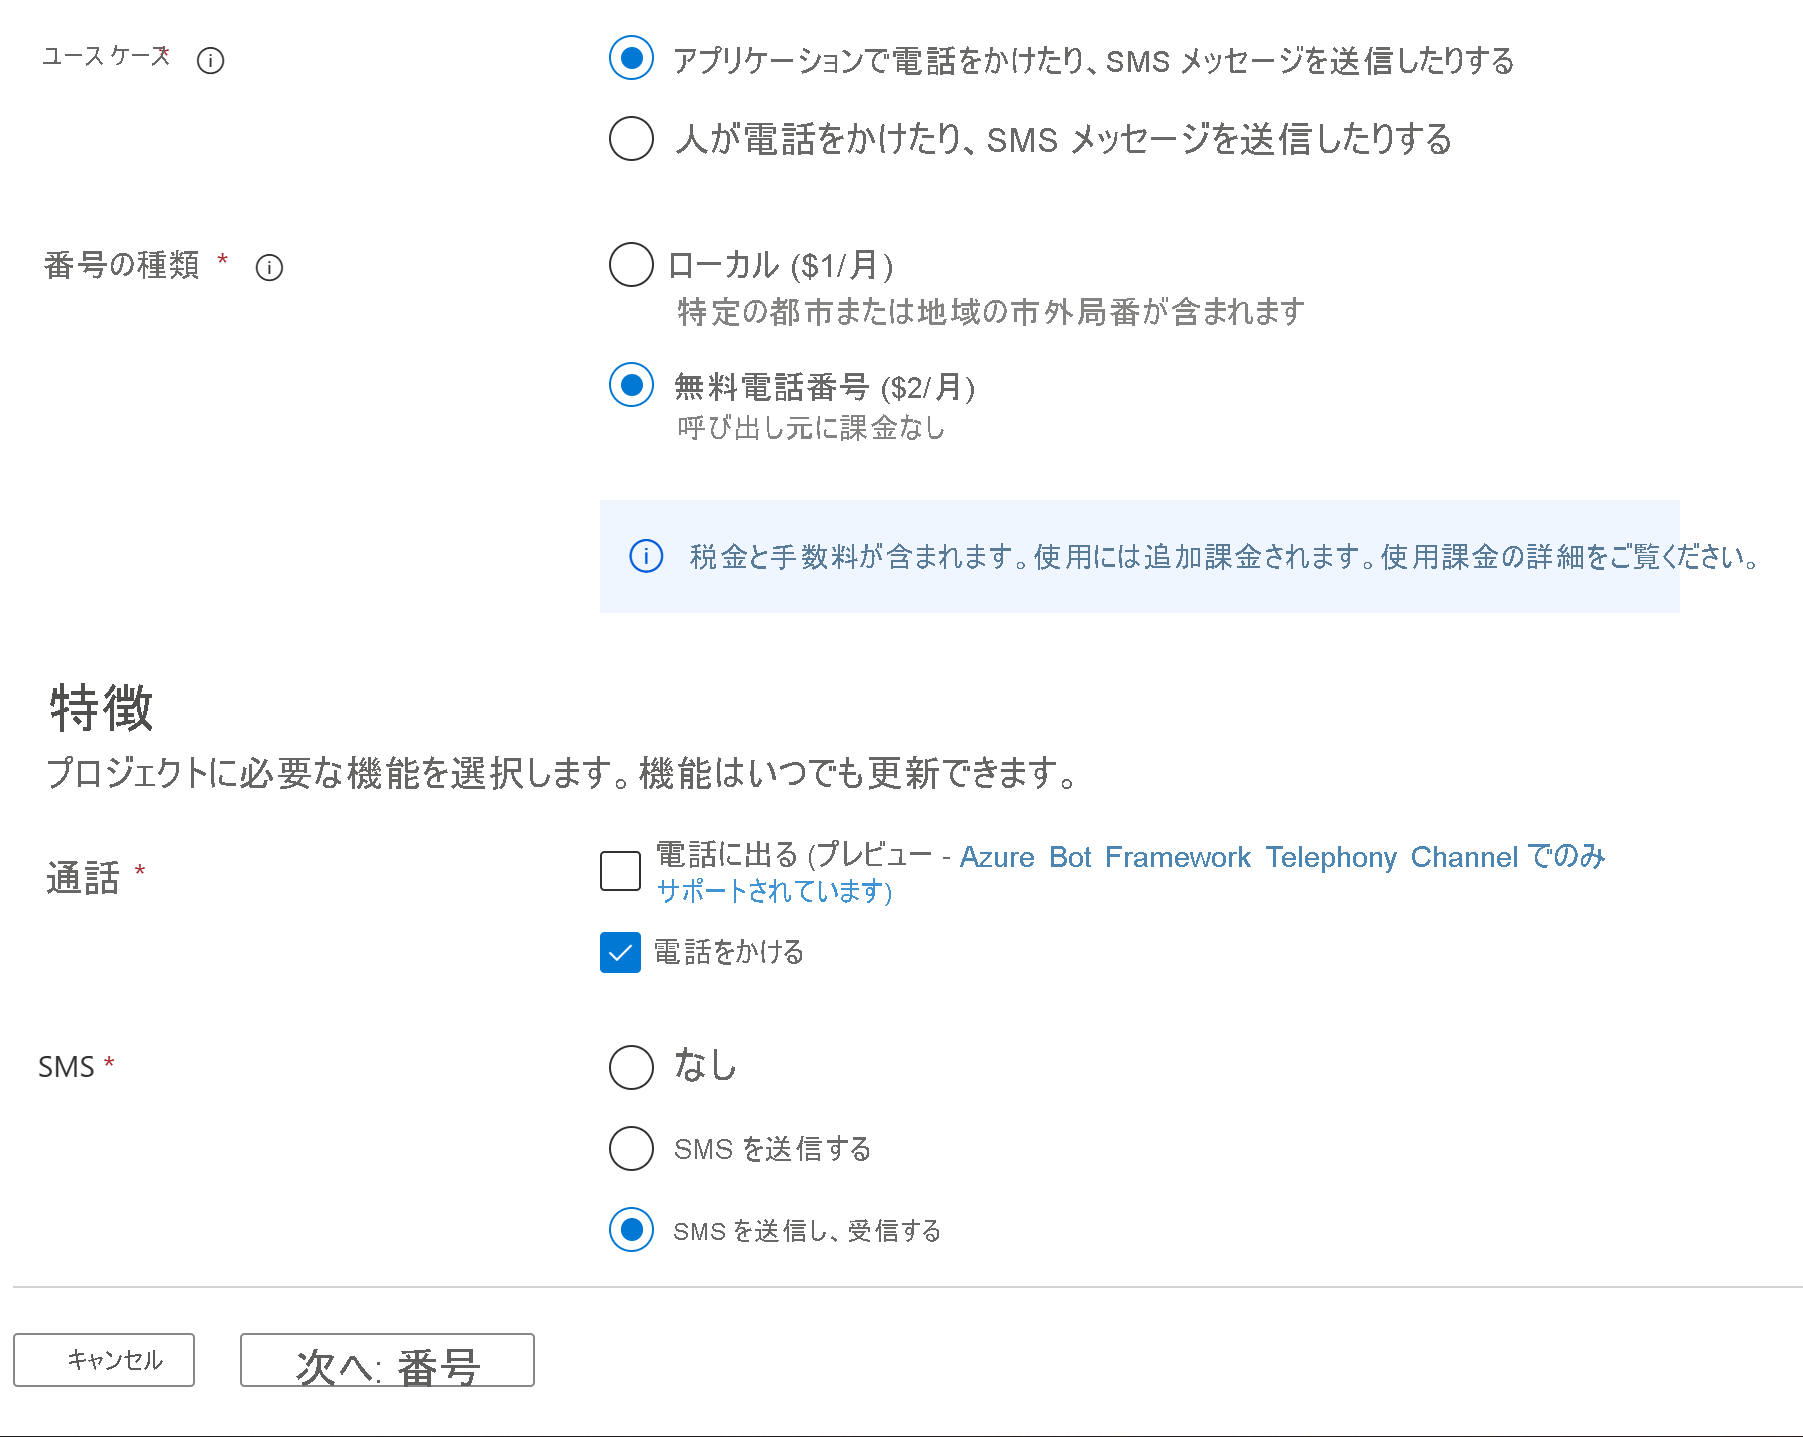 ユース ケース*
アプリケーションで電話をかけたり、SMS メッセージを送信したりする
人が電話をかけたり、SMS メッセージを送信したりする
番号の種類 *
ローカル ($1/月)
特定の都市または地域の市外局番が含まれます
無料電話番号 ($2/月)
呼び出し元に課金なし
税金と手数料が含まれます。使用には追加課金されます。使用課金の詳細をご覧ください。
特徴
プロジェクトに必要な機能を選択します。機能はいつでも更新できます。
通話 *
電話に出る (プレビュー - Azure Bot Framework Telephony Channel でのみ
サポートされています)
電話をかける
SMS *
なし
SMS を送信する
SMS を送信し、受信する
キャンセル
次へ: 番号